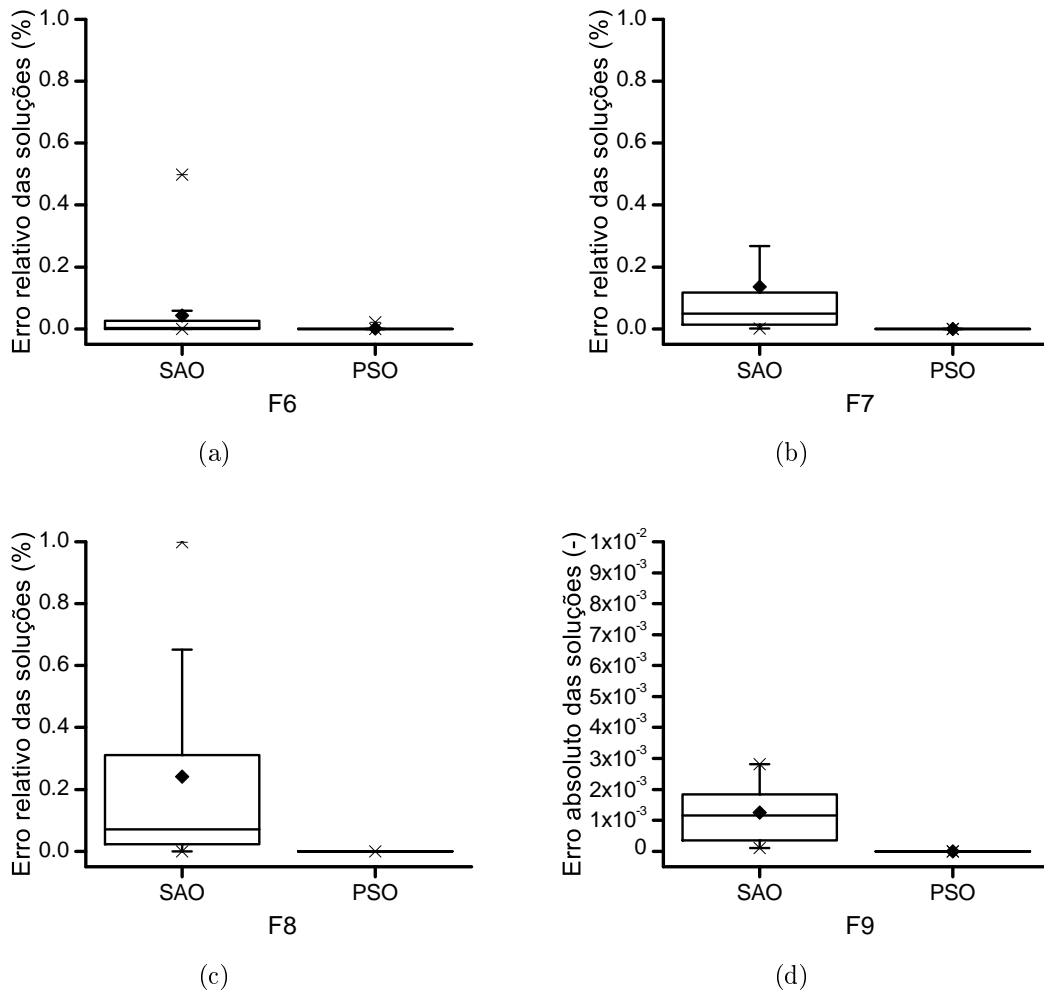 Erro relativo das soluções (%)
1.0
0.8
0.6
0.4
0.2
0.0
SAO PSO
F6
(a)
Erro relativo das soluções (%)
1.0
0.8
0.6
0.4
0.2
0.0
SAO PSO
F7
(b)
Erro relativo das soluções (%)
1.0
0.8
0.6
0.4
0.2
0.0
SAO PSO
F8
(c)
Erro absoluto das soluções (-)
1x10⁻²
9x10⁻³
8x10⁻³
7x10⁻³
6x10⁻³
5x10⁻³
4x10⁻³
3x10⁻³
2x10⁻³
1x10⁻³
0
SAO PSO
F9
(d)